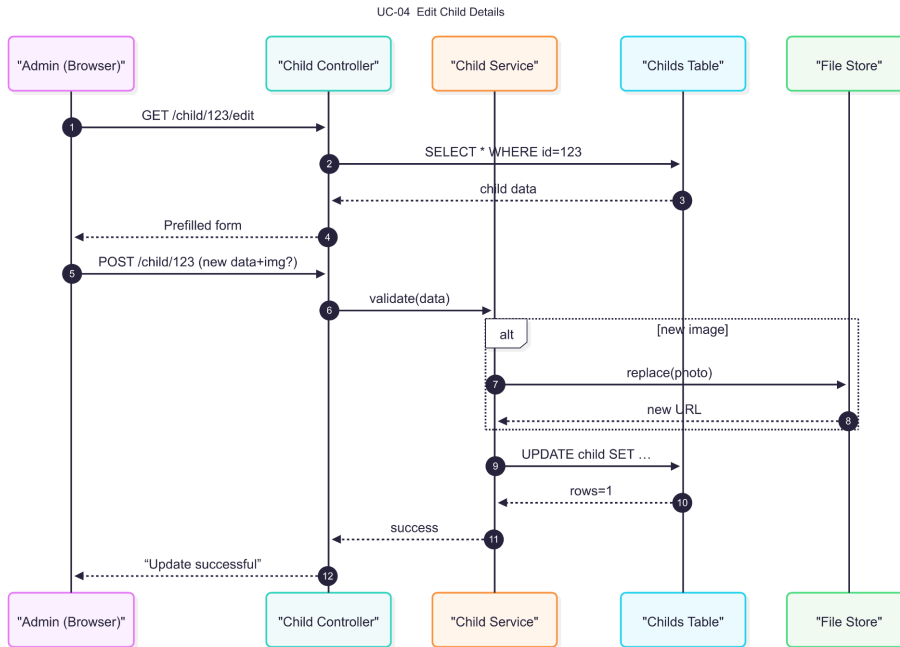 UC-04 Edit Child Details
"Admin (Browser)"
"Child Controller"
"Child Service"
"Childs Table"
"File Store"
1
GET /child/123/edit
2
SELECT * WHERE id=123
child data
3
Prefilled form
4
5
POST /child/123 (new data+img?)
6
validate(data)
alt
[new image]
7
replace(photo)
new URL
8
9
UPDATE child SET …
rows=1
10
success
11
“Update successful”
12
"Admin (Browser)"
"Child Controller"
"Child Service"
"Childs Table"
"File Store"